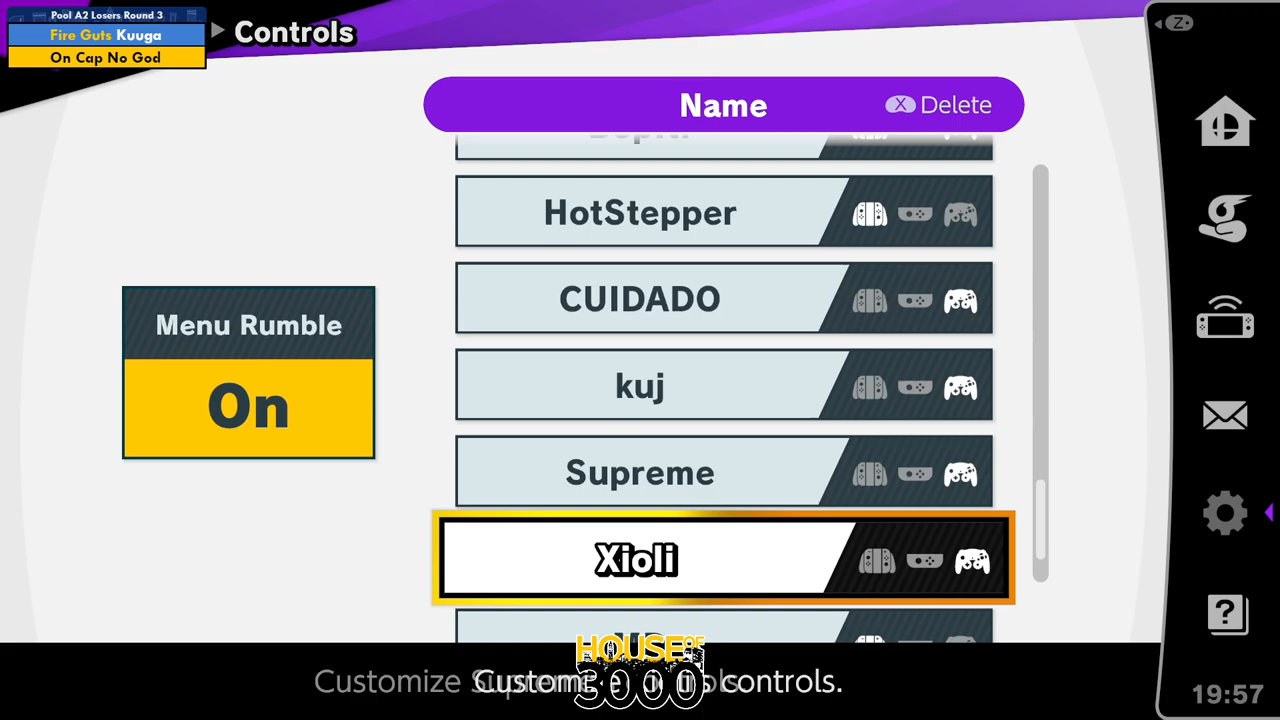 Pool A2 Losers Round 3
Fire Guts Kuuga
On Cap No God
Controls
Name
X Delete
HotStepper
CUIDADO
kuj
Supreme
Xioli
Menu Rumble
On
Customize
controls.
HOUSE OF
3000
Z
?
19:57